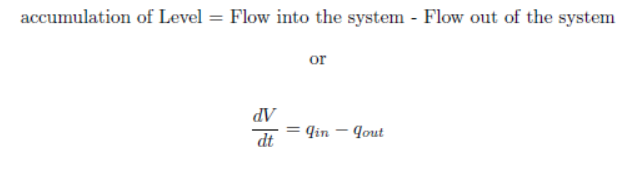 accumulation of Level = Flow into the system - Flow out of the system
or
dV/dt = q_in − q_out